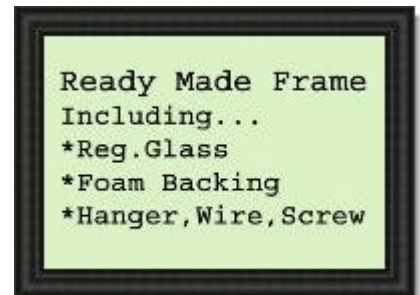 Ready Made Frame
Including...
*Reg.Glass
*Foam Backing
*Hanger,Wire,Screw